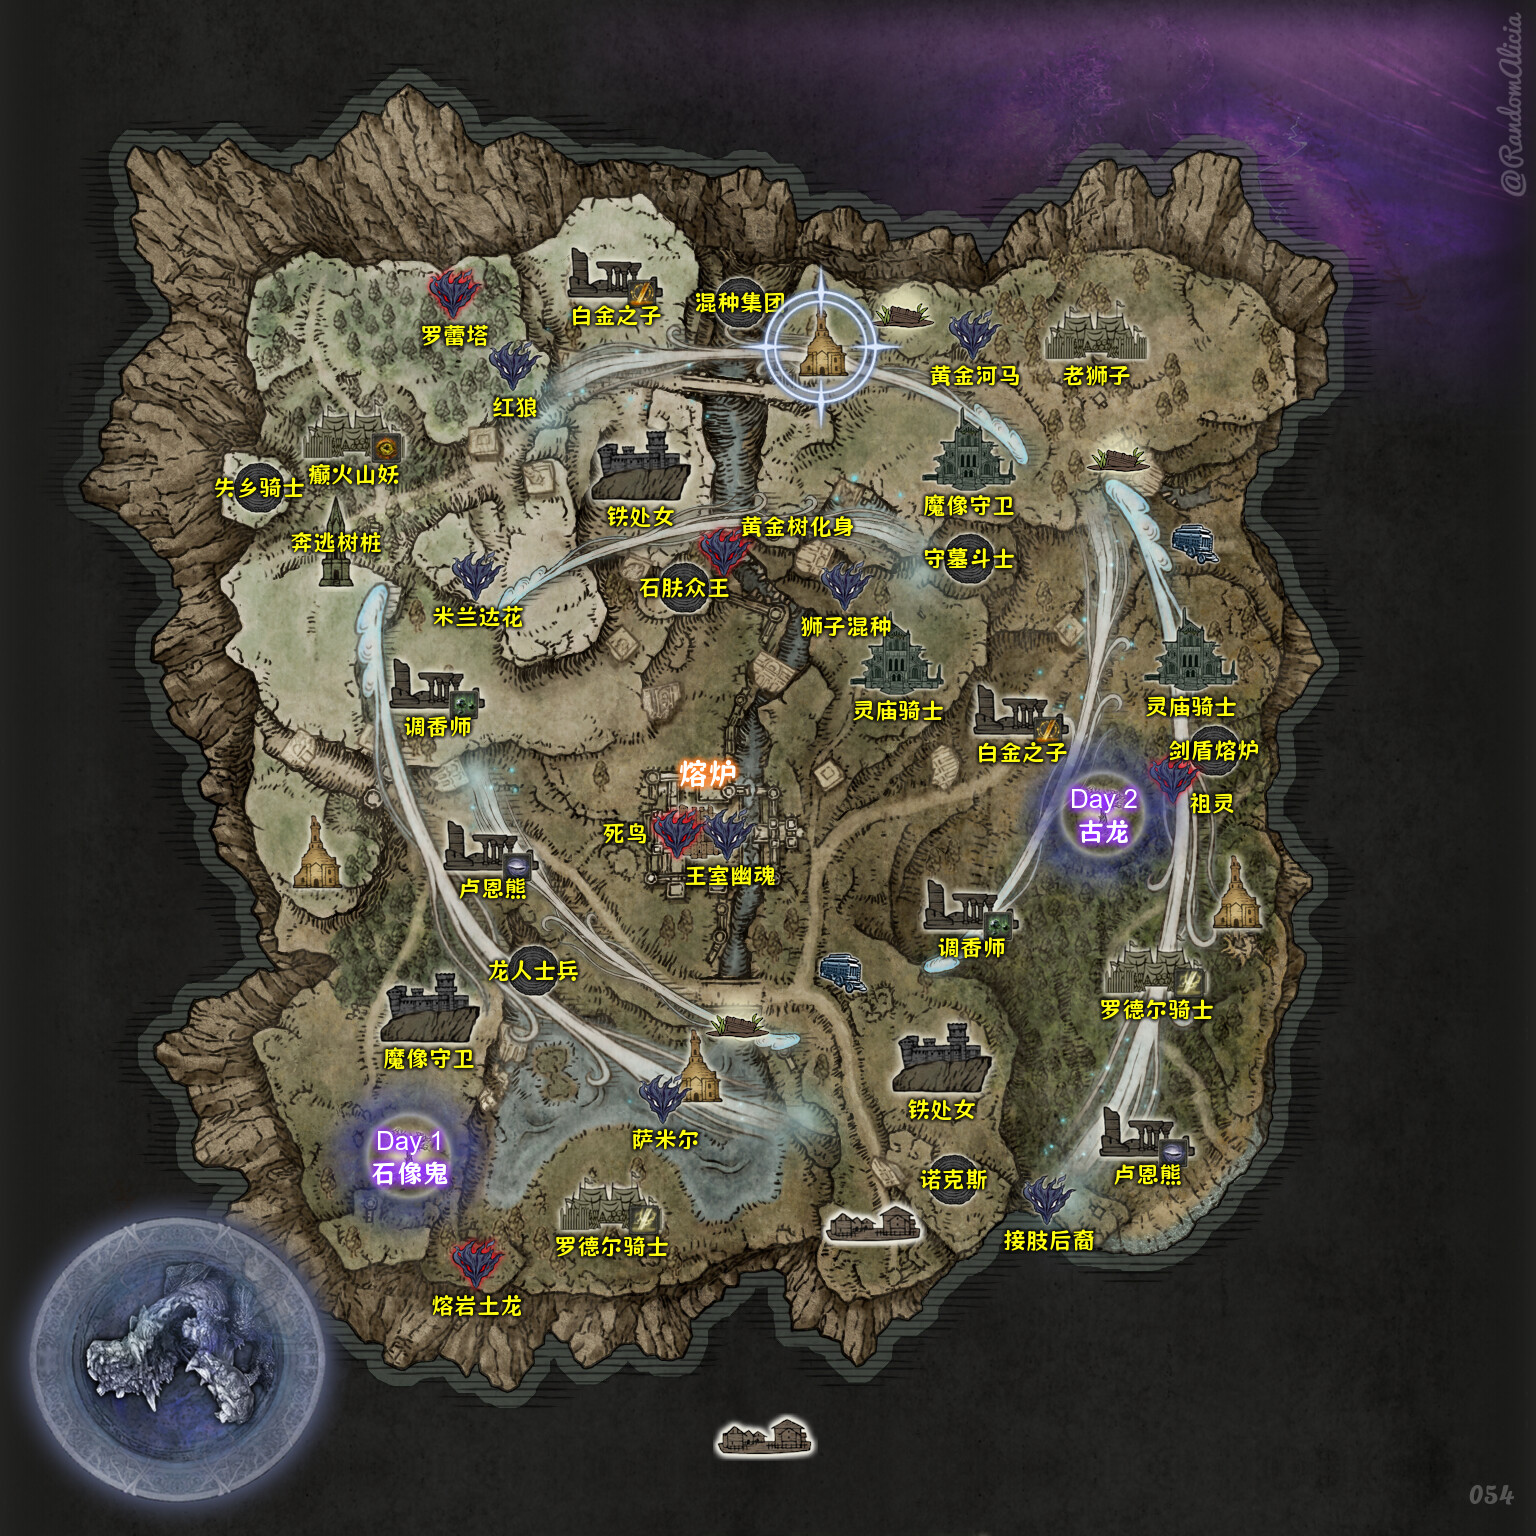 @RandomAlicia
罗蕾塔
白金之子
混种集团
红狼
黄金河马
老狮子
失乡骑士
癫火山妖
铁处女
黄金树化身
魔像守卫
奔逃树桩
守墓斗士
米兰达花
石肤众王
狮子混种
调香师
灵庙骑士
灵庙骑士
白金之子
剑盾熔炉
熔炉
Day 2
古龙
祖灵
死鸟
王室幽魂
卢恩熊
调香师
龙人士兵
罗德尔骑士
魔像守卫
铁处女
Day 1
石像鬼
萨米尔
诺克斯
卢恩熊
罗德尔骑士
接肢后裔
熔岩土龙
054